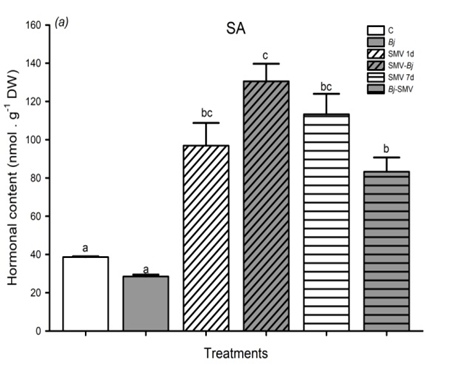 (a)
SA
C
Bj
SMV 1d
SMV-Bj
SMV 7d
Bj-SMV
Hormonal content (nmol . g⁻¹ DW)
160
140
120
100
80
60
40
20
0
a
a
bc
c
bc
b
Treatments